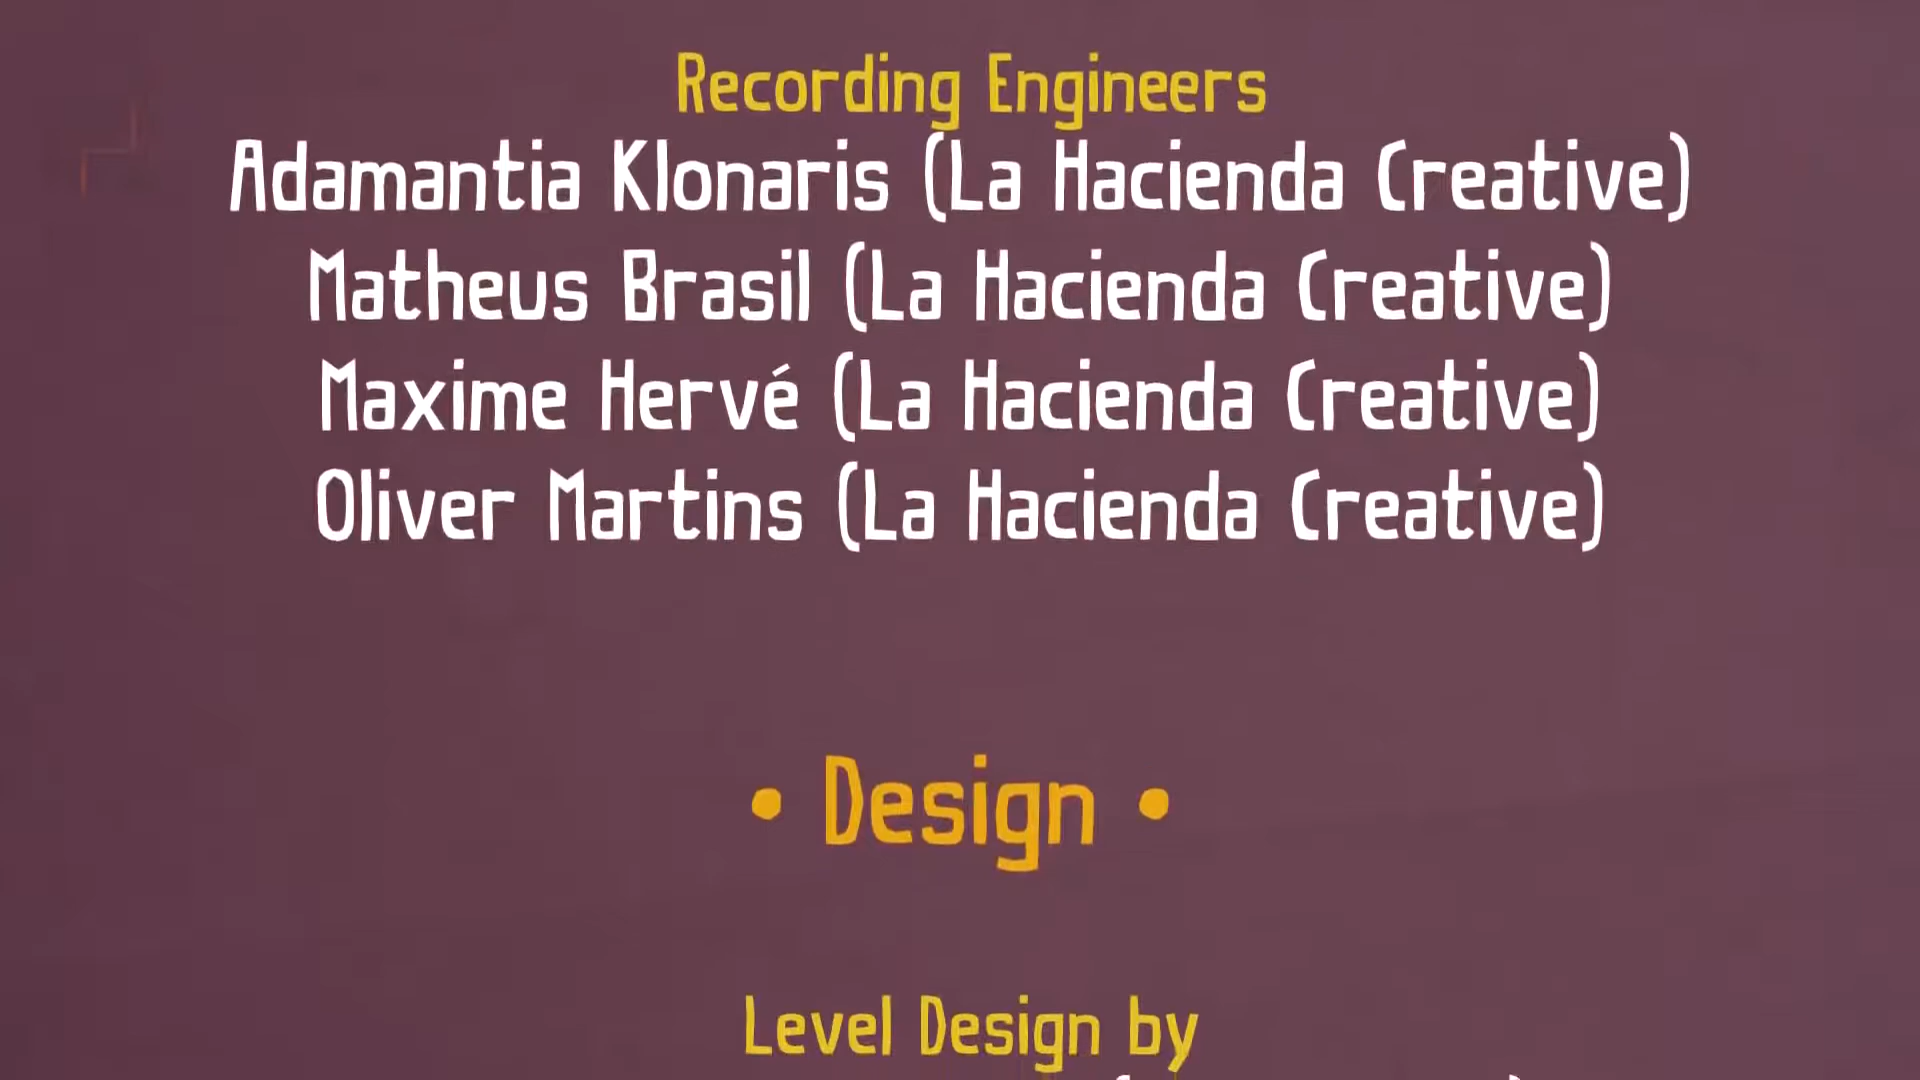 Recording Engineers
Adamantia Klonaris (La Hacienda Creative)
Matheus Brasil (La Hacienda Creative)
Maxime Hervé (La Hacienda Creative)
Oliver Martins (La Hacienda Creative)
• Design •
Level Design by